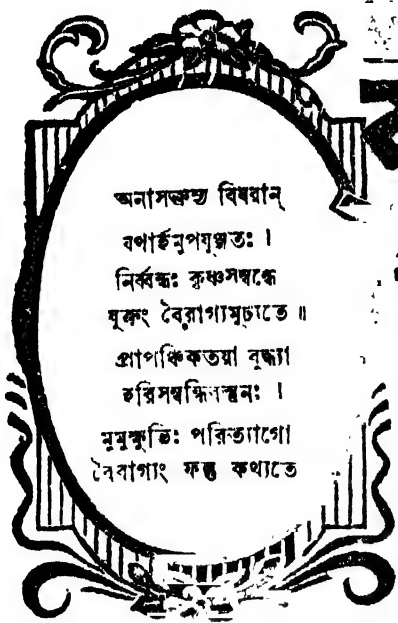 অনাসক্তস্য বিষয়ান্
যথার্হমুপযুঞ্জতঃ ।
নির্ব্বন্ধঃ কৃষ্ণসম্বন্ধে
যুক্তং বৈরাগ্যমুচ্যতে ॥
প্রাপঞ্চিকতয়া বুদ্ধ্যা
হরিসম্বন্ধিবস্তুনঃ ।
মুমুক্ষুভিঃ পরিত্যাগো
বৈরাগ্যং ফল্গু কথ্যতে